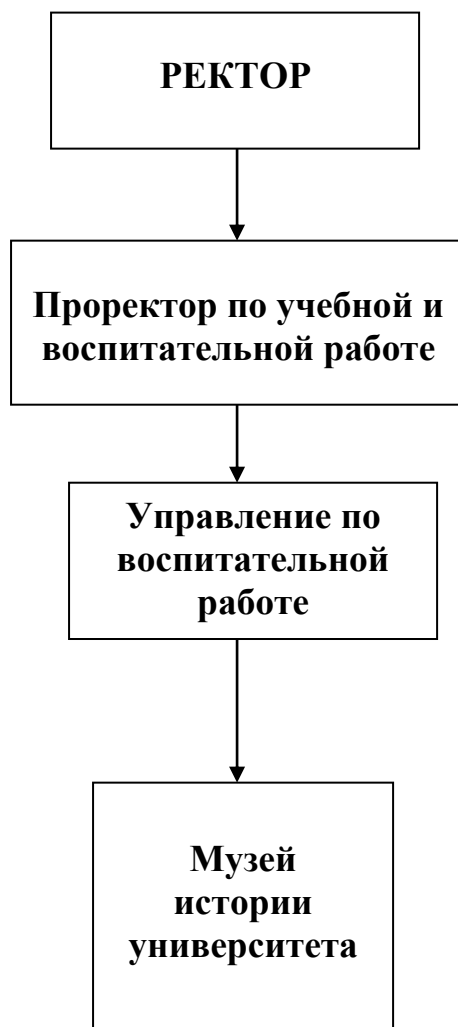 РЕКТОР
Проректор по учебной и
воспитательной работе
Управление по
воспитательной
работе
Музей
истории
университета